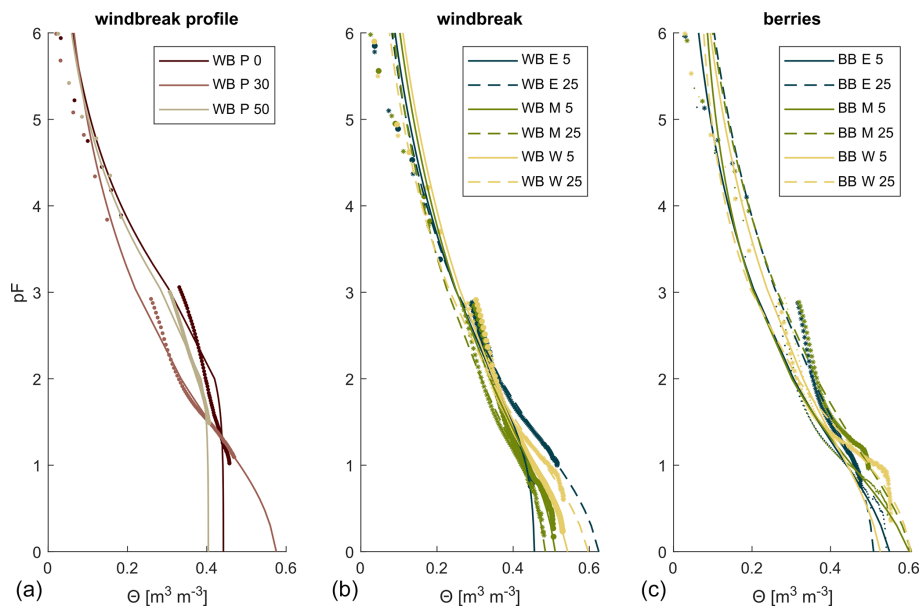 windbreak profile
6
5
4
3
2
1
0
pF
0
0.2
0.4
0.6
Θ [m³ m⁻³]
(a)
WB P 0
WB P 30
WB P 50
windbreak
6
5
4
3
2
1
0
0
0.2
0.4
0.6
Θ [m³ m⁻³]
(b)
WB E 5
WB E 25
WB M 5
WB M 25
WB W 5
WB W 25
berries
6
5
4
3
2
1
0
0
0.2
0.4
0.6
Θ [m³ m⁻³]
(c)
BB E 5
BB E 25
BB M 5
BB M 25
BB W 5
BB W 25